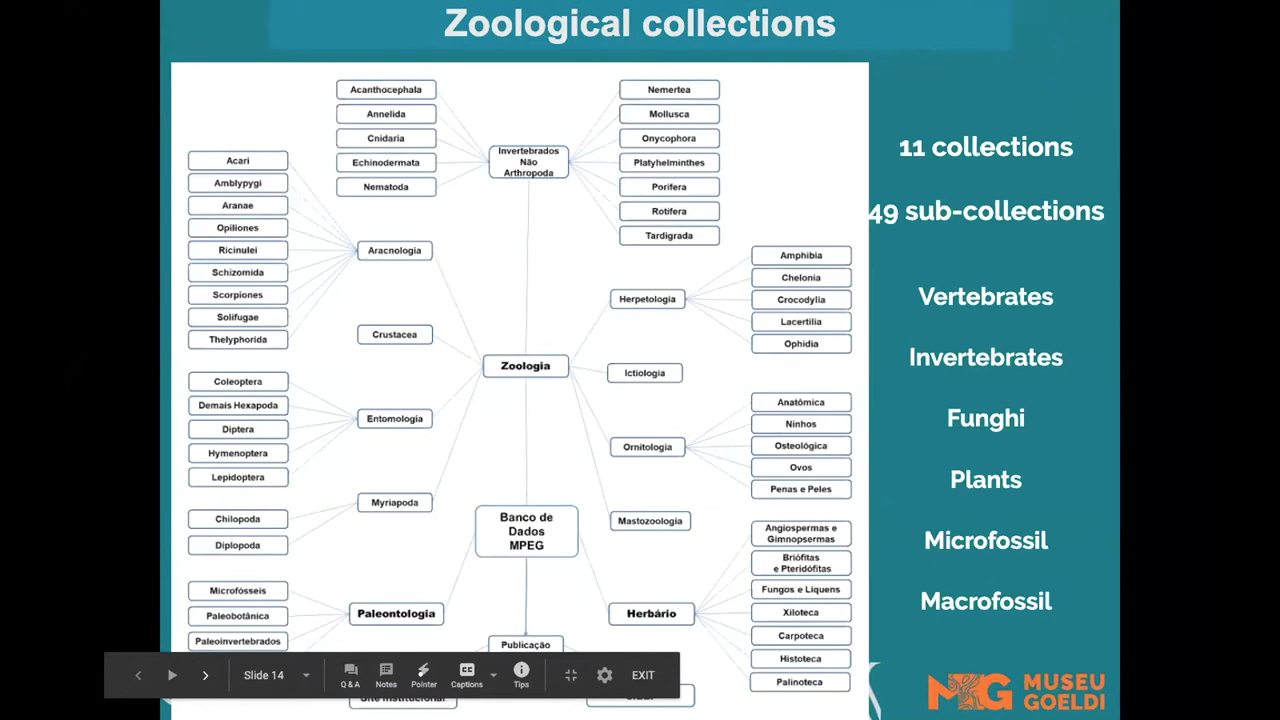 Zoological collections
Acanthocephala
Annelida
Cnidaria
Echinodermata
Nematoda
Invertebrados
Não
Arthropoda
Nemertea
Mollusca
Onycophora
Platyhelminthes
Porifera
Rotifera
Tardigrada
Acari
Amblypygi
Aranae
Opiliones
Ricinulei
Schizomida
Scorpiones
Solifugae
Thelyphorida
Aracnologia
Crustacea
Coleoptera
Demais Hexapoda
Diptera
Hymenoptera
Lepidoptera
Entomologia
Chilopoda
Diplopoda
Myriapoda
Zoologia
Herpetologia
Amphibia
Chelonia
Crocodylia
Lacertilia
Ophidia
Ictiologia
Ornitologia
Anatômica
Ninhos
Osteológica
Ovos
Penas e Peles
Mastozoologia
Banco de
Dados
MPEG
Microfósseis
Paleobotânica
Paleoinvertebrados
Paleontologia
Herbário
Angiospermas e
Gimnopsermas
Briófitas
e Pteridófitas
Fungos e Liquens
Xiloteca
Carpoteca
Histoteca
Palinoteca
Publicação
11 collections
49 sub-collections
Vertebrates
Invertebrates
Funghi
Plants
Microfossil
Macrofossil
Slide 14
Q & A
Notes
Pointer
CC
Captions
Tips
EXIT
Site Institucional
MUSEU
GOELDI